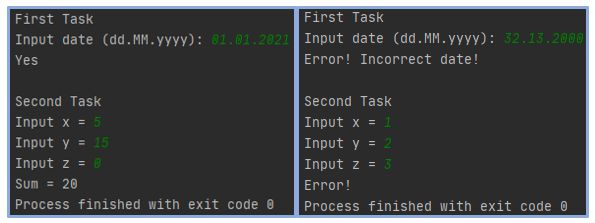 First Task
Input date (dd.MM.yyyy): 01.01.2021
Yes
Second Task
Input x = 5
Input y = 15
Input z = 0
Sum = 20
Process finished with exit code 0
First Task
Input date (dd.MM.yyyy): 32.13.2000
Error! Incorrect date!
Second Task
Input x = 1
Input y = 2
Input z = 3
Error!
Process finished with exit code 0